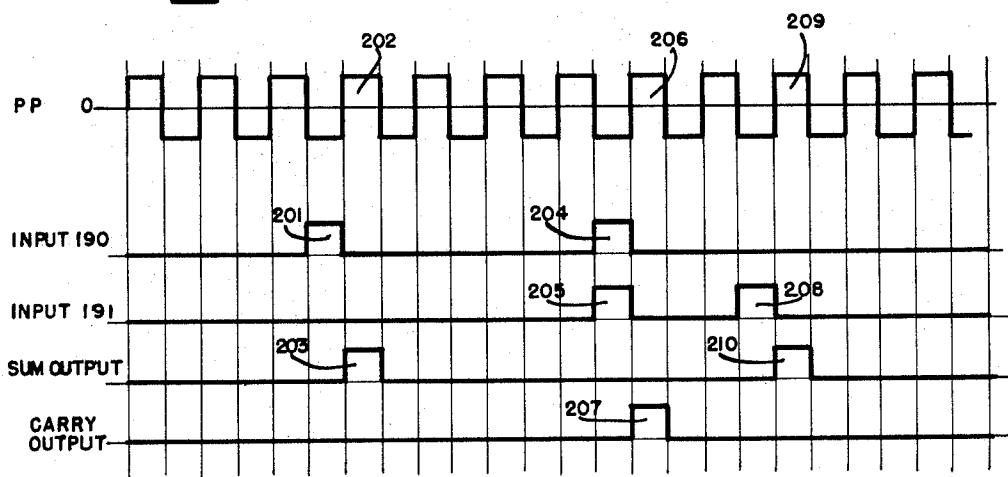 202
206
209
PP 0
201
204
INPUT 190
205
208
INPUT 191
203
210
SUM OUTPUT
207
CARRY
OUTPUT